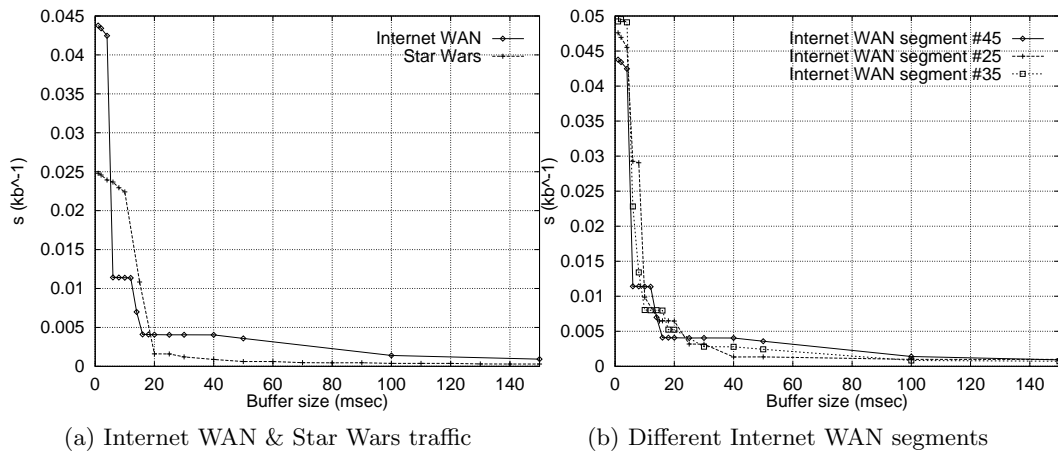 0.045
0.04
0.035
0.03
0.025
0.02
0.015
0.01
0.005
0
s (kb^-1)
Internet WAN
Star Wars
0 20 40 60 80 100 120 140
Buffer size (msec)
(a) Internet WAN & Star Wars traffic
0.05
0.045
0.04
0.035
0.03
0.025
0.02
0.015
0.01
0.005
0
s (kb^-1)
Internet WAN segment #45
Internet WAN segment #25
Internet WAN segment #35
0 20 40 60 80 100 120 140
Buffer size (msec)
(b) Different Internet WAN segments